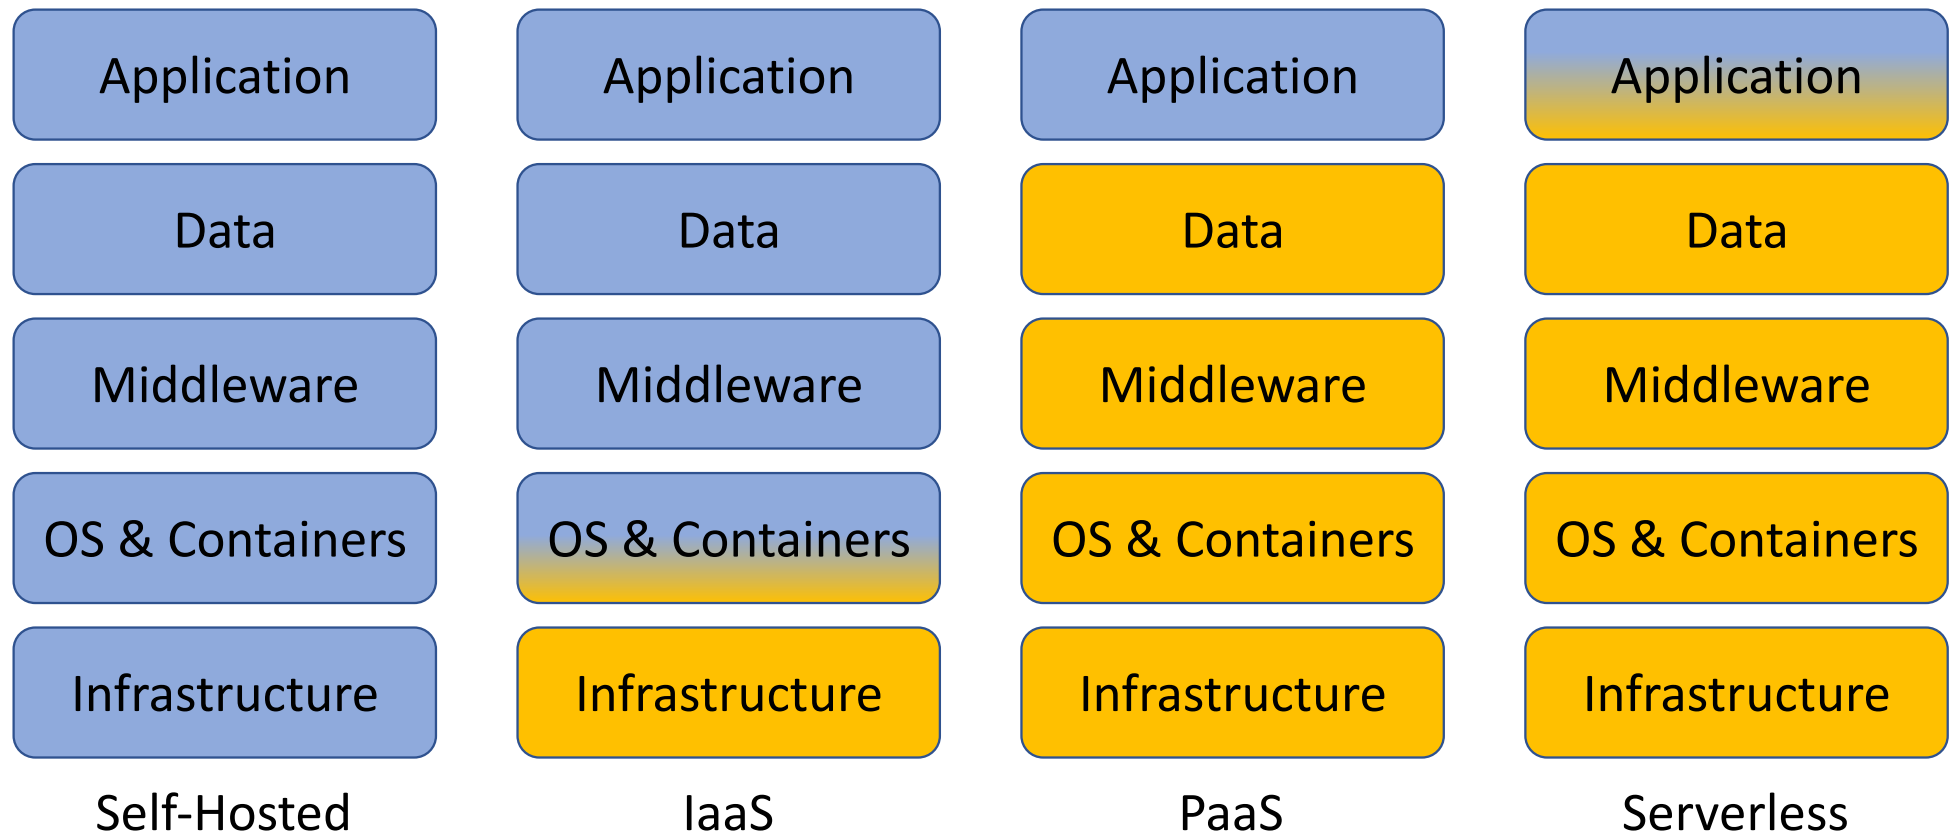 Application
Application
Application
Application
Data
Data
Data
Data
Middleware
Middleware
Middleware
Middleware
OS & Containers
OS & Containers
OS & Containers
OS & Containers
Infrastructure
Infrastructure
Infrastructure
Infrastructure
Self-Hosted
IaaS
PaaS
Serverless